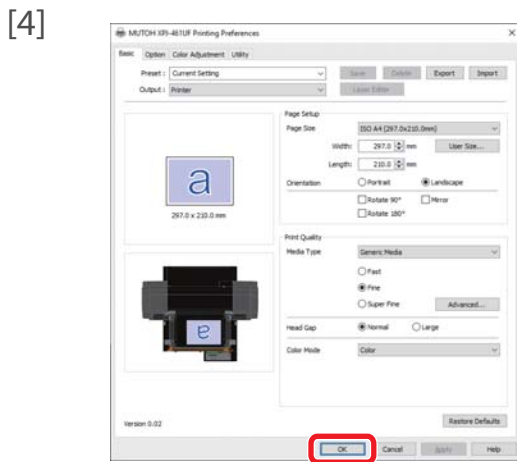 [4]
MUTOH XPJ-461UF Printing Preferences
Basic Option Color Adjustment Utility
Preset : Current Setting Save Delete Export Import
Output : Printer Layer Editor
a
297.0 x 210.0 mm
a
Page Setup
Page Size ISO A4 (297.0x210.0mm)
Width: 297.0 mm User Size...
Length: 210.0 mm
Orientation Portrait Landscape
Rotate 90° Mirror
Rotate 180°
Print Quality
Media Type Generic Media
Fast
Fine
Super Fine Advanced...
Head Gap Normal Large
Color Mode Color
Version 0.02 Restore Defaults
OK Cancel Apply Help